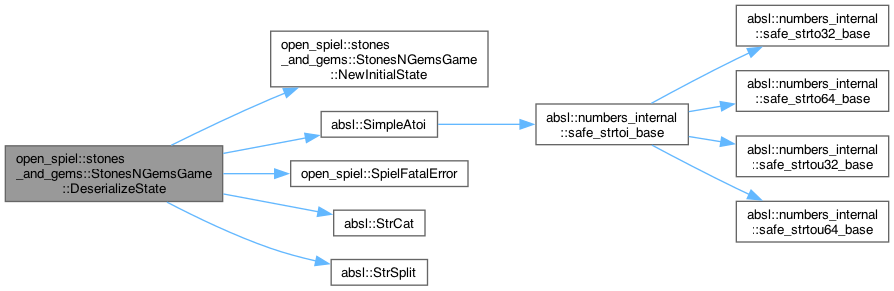 open_spiel::stones
_and_gems::StonesNGemsGame
::DeserializeState
open_spiel::stones
_and_gems::StonesNGemsGame
::NewInitialState
absl::SimpleAtoi
open_spiel::SpielFatalError
absl::StrCat
absl::StrSplit
absl::numbers_internal
::safe_strtoi_base
absl::numbers_internal
::safe_strto32_base
absl::numbers_internal
::safe_strto64_base
absl::numbers_internal
::safe_strtou32_base
absl::numbers_internal
::safe_strtou64_base